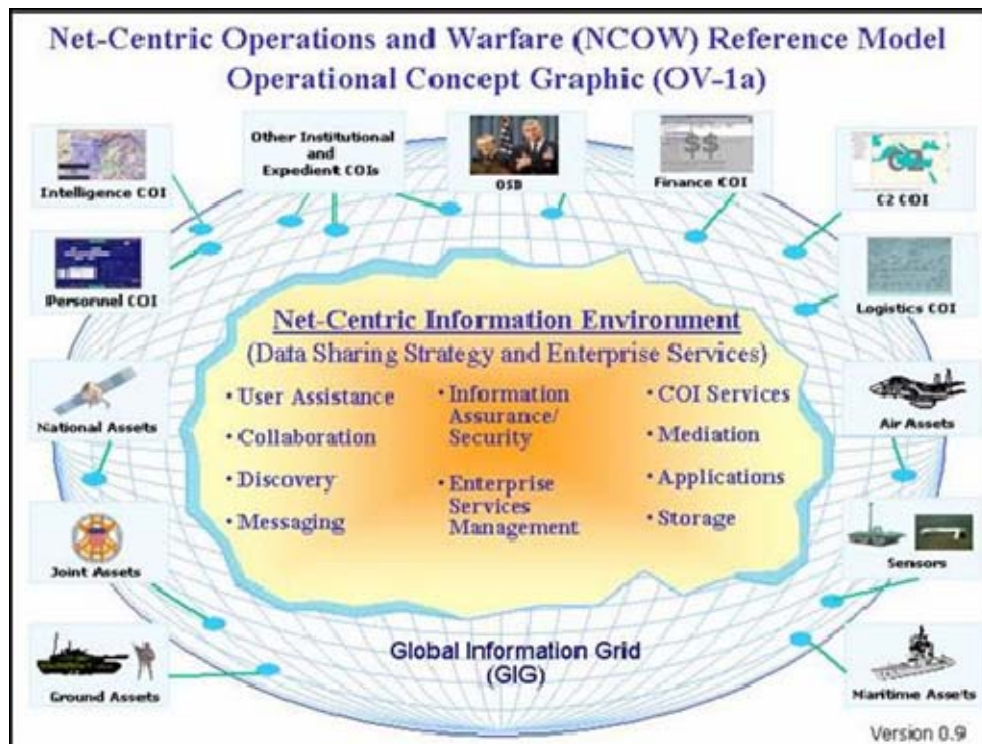 Net-Centric Operations and Warfare (NCOW) Reference Model
Operational Concept Graphic (OV-1a)
Intelligence COI
Other Institutional
and
Expedient COIs
OSD
$$
Finance COI
C2
C2 COI
Personnel COI
Logistics COI
Net-Centric Information Environment
(Data Sharing Strategy and Enterprise Services)
• User Assistance
• Collaboration
• Discovery
• Messaging
• Information
Assurance/
Security
• Enterprise
Services
Management
• COI Services
• Mediation
• Applications
• Storage
National Assets
Air Assets
Joint Assets
Sensors
Ground Assets
Maritime Assets
Global Information Grid
(GIG)
Version 0.9